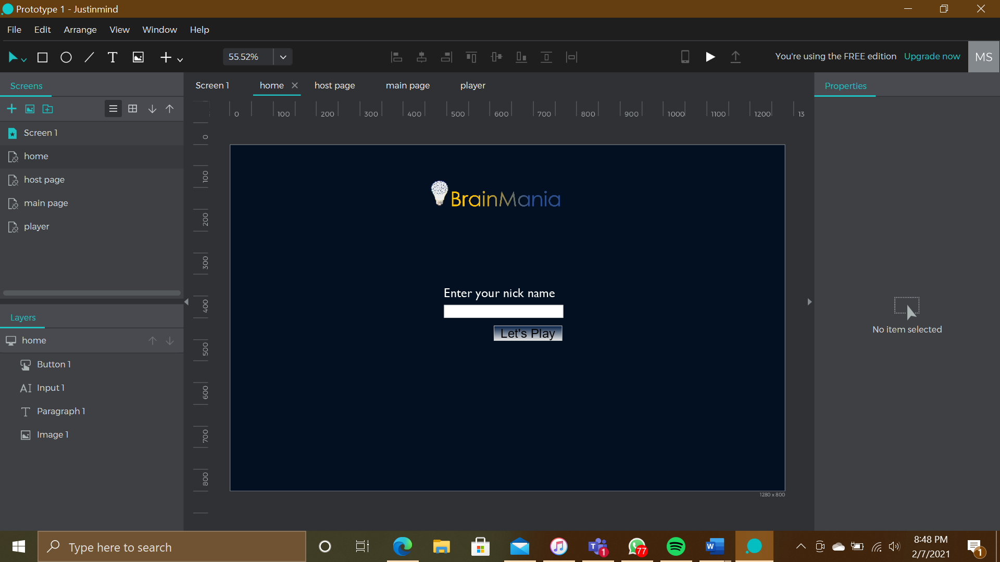 Prototype 1 - Justinmind
File Edit Arrange View Window Help
55.52%
You're using the FREE edition Upgrade now MS
Screens
Screen 1 home host page main page player
Properties
0 100 200 300 400 500 600 700 800 900 1000 1100 1200 13
Screen 1
home
host page
main page
player
0
100
200
300
400
500
600
700
800
BrainMania
Enter your nick name
Let's Play
No item selected
Layers
home
Button 1
AI Input 1
T Paragraph 1
Image 1
1280 x 800
Type here to search
T 1
77
W
8:48 PM
2/7/2021
1